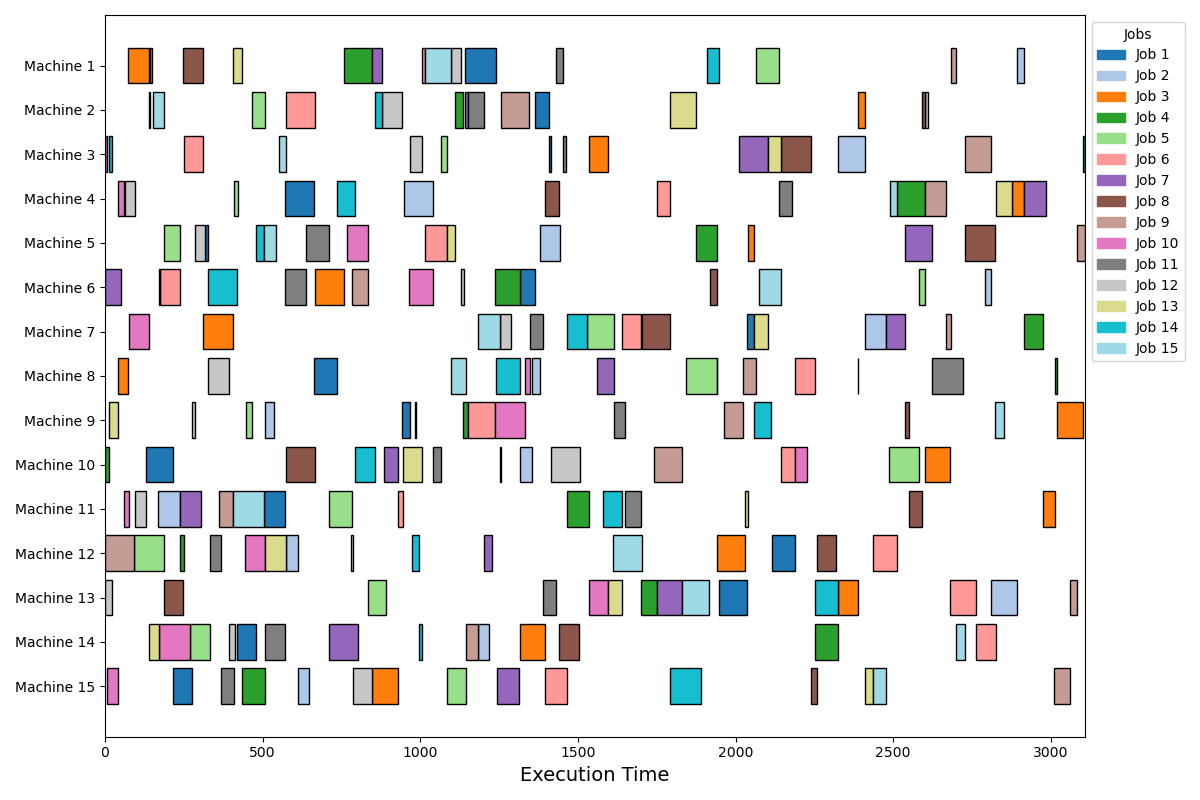 Machine 1
Machine 2
Machine 3
Machine 4
Machine 5
Machine 6
Machine 7
Machine 8
Machine 9
Machine 10
Machine 11
Machine 12
Machine 13
Machine 14
Machine 15
0 500 1000 1500 2000 2500 3000
Execution Time
Jobs
Job 1
Job 2
Job 3
Job 4
Job 5
Job 6
Job 7
Job 8
Job 9
Job 10
Job 11
Job 12
Job 13
Job 14
Job 15